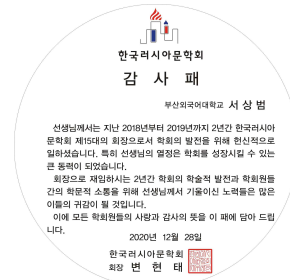 한국러시아문학회
감 사 패
부산외국어대학교 서 상 범
선생님께서는 지난 2018년부터 2019년까지 2년간 한국러시아
문학회 제15대의 회장으로서 학회의 발전을 위해 헌신적으로
일하셨습니다. 특히 선생님의 열정은 학회를 성장시킬 수 있는
큰 동력이 되었습니다.
회장으로 재임하시는 2년간 학회의 학술적 발전과 학회원들
간의 학문적 소통을 위해 선생님께서 기울이신 노력들은 많은
이들의 귀감이 될 것입니다.
이에 모든 학회원들의 사랑과 감사의 뜻을 이 패에 담아 드립
니다.
2020년 12월 28일
한국러시아문학회
회장 변 현 태